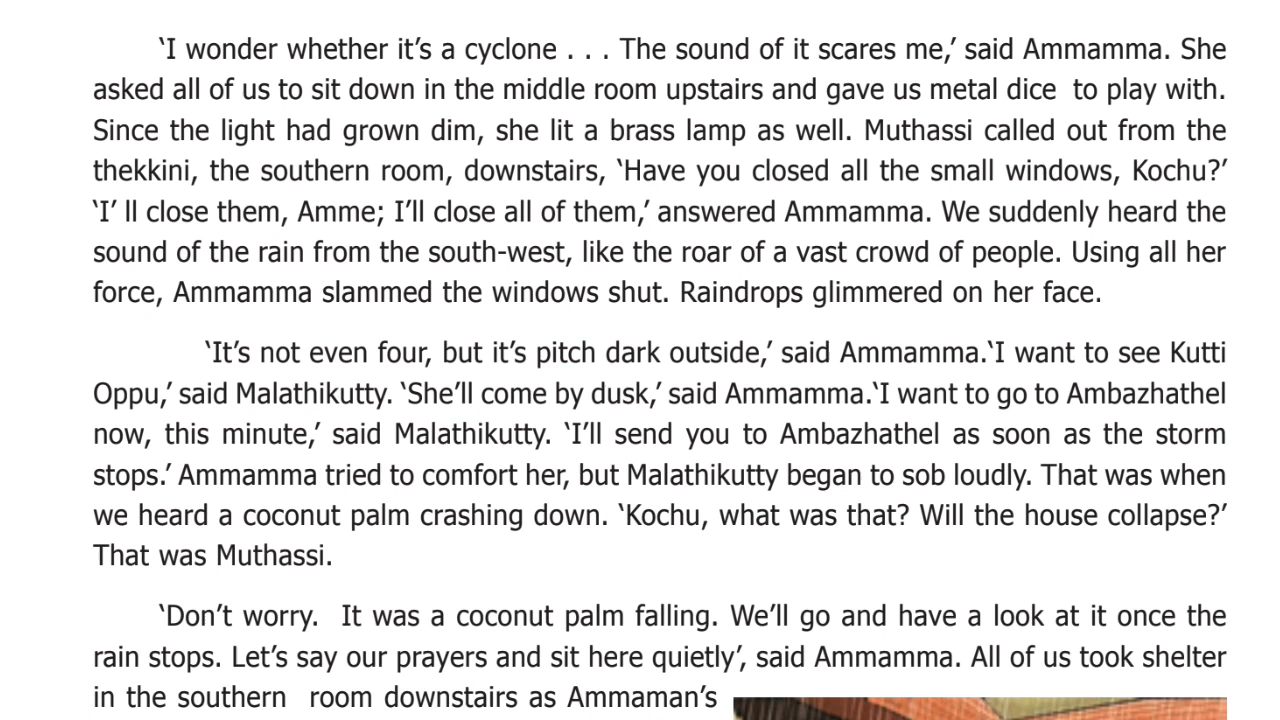 ‘I wonder whether it’s a cyclone . . . The sound of it scares me,’ said Ammamma. She
asked all of us to sit down in the middle room upstairs and gave us metal dice  to play with.
Since the light had grown dim, she lit a brass lamp as well. Muthassi called out from the
thekkini, the southern room, downstairs, ‘Have you closed all the small windows, Kochu?’
‘I’ ll close them, Amme; I’ll close all of them,’ answered Ammamma. We suddenly heard the
sound of the rain from the south-west, like the roar of a vast crowd of people. Using all her
force, Ammamma slammed the windows shut. Raindrops glimmered on her face.
‘It’s not even four, but it’s pitch dark outside,’ said Ammamma.‘I want to see Kutti
Oppu,’ said Malathikutty. ‘She’ll come by dusk,’ said Ammamma.‘I want to go to Ambazhathel
now, this minute,’ said Malathikutty. ‘I’ll send you to Ambazhathel as soon as the storm
stops.’ Ammamma tried to comfort her, but Malathikutty began to sob loudly. That was when
we heard a coconut palm crashing down. ‘Kochu, what was that? Will the house collapse?’
That was Muthassi.
‘Don’t worry.  It was a coconut palm falling. We’ll go and have a look at it once the
rain stops. Let’s say our prayers and sit here quietly’, said Ammamma. All of us took shelter
in the southern  room downstairs as Ammaman’s